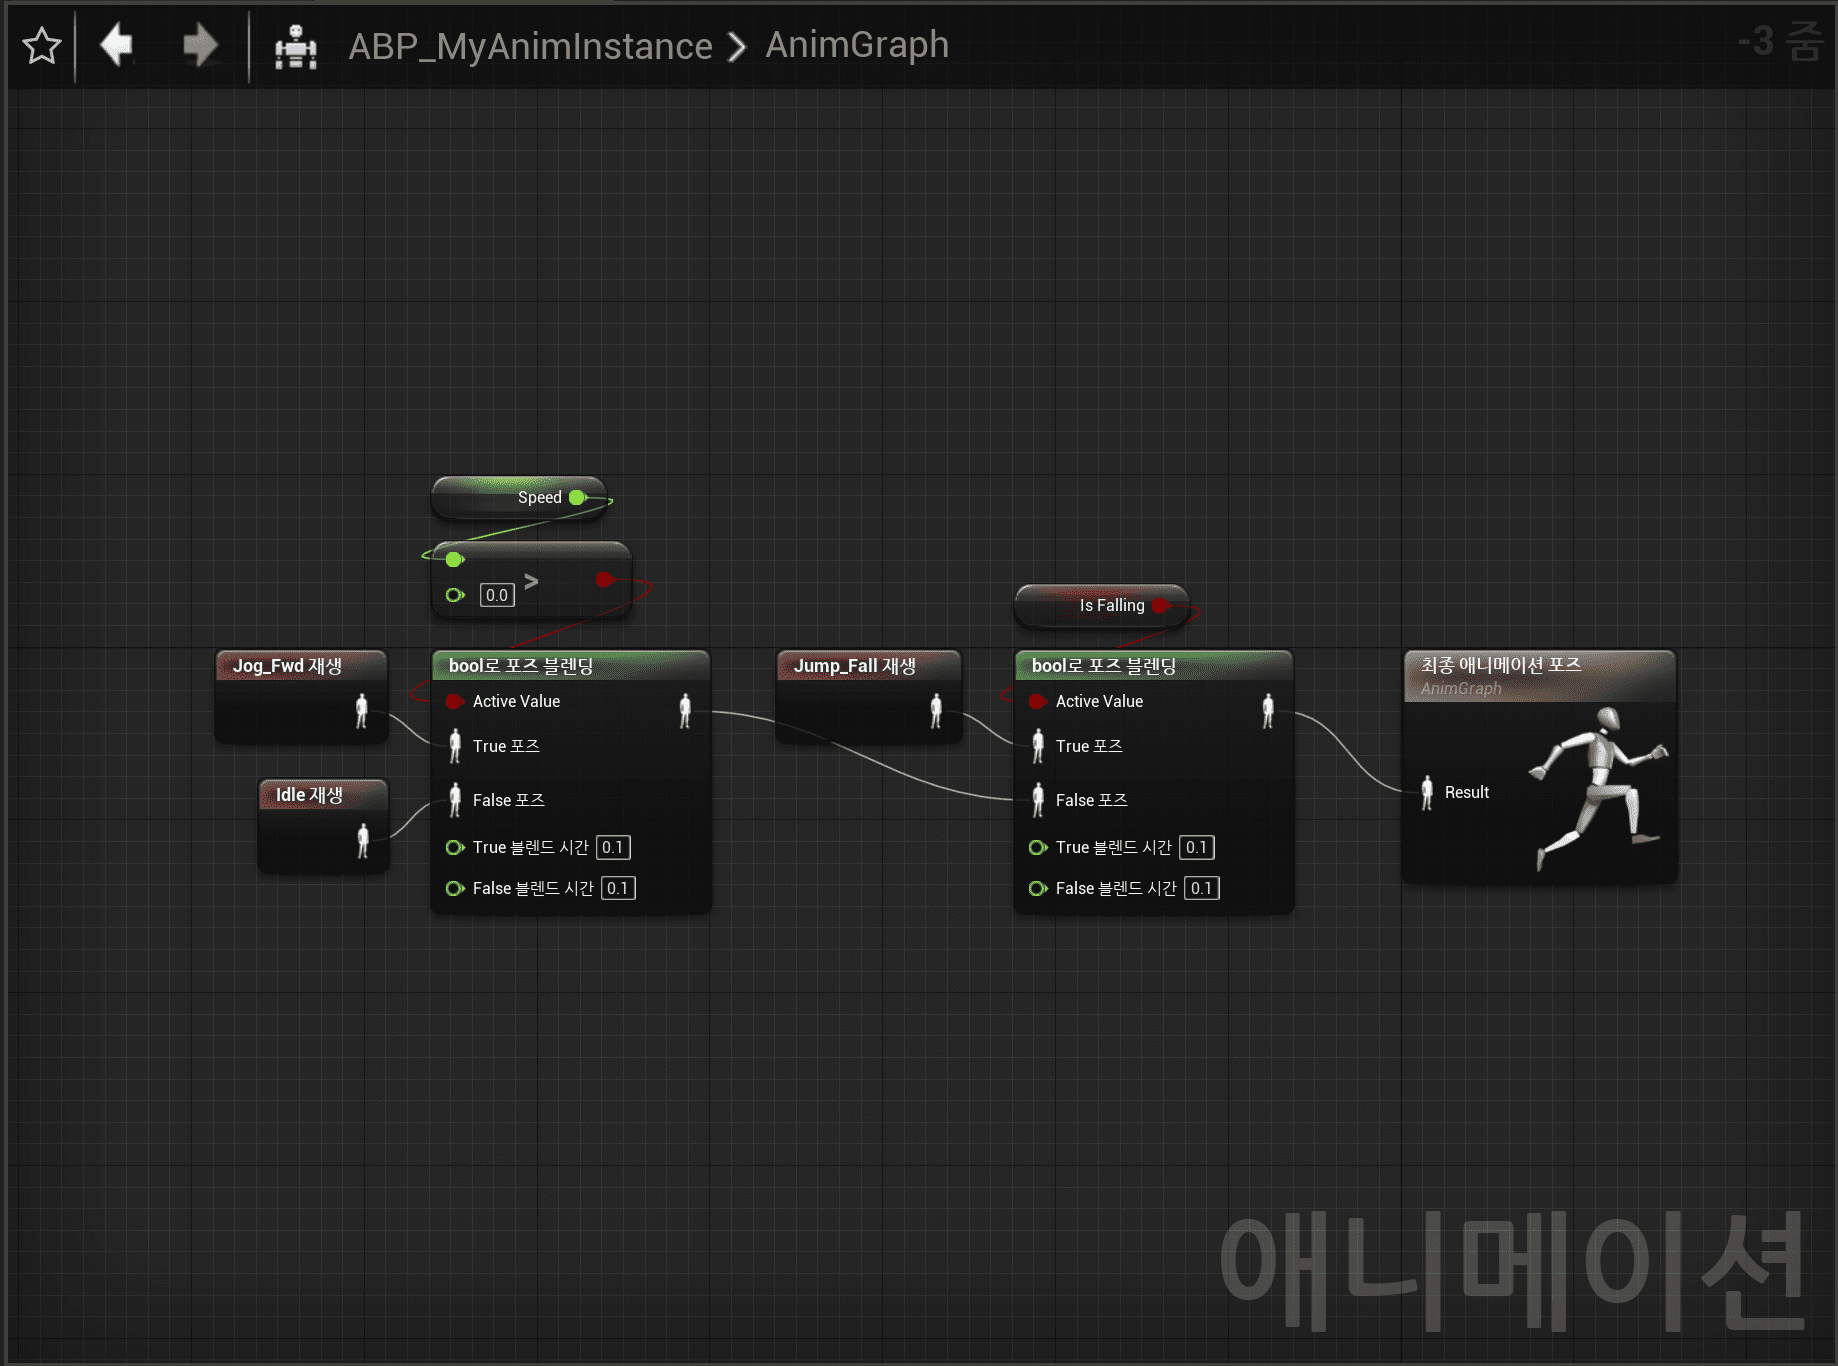 ABP_MyAnimInstance > AnimGraph
-3 줌
Speed
0.0
>
Is Falling
Jog_Fwd 재생
bool로 포즈 블렌딩
Active Value
True 포즈
False 포즈
True 블렌드 시간 0.1
False 블렌드 시간 0.1
Idle 재생
Jump_Fall 재생
bool로 포즈 블렌딩
Active Value
True 포즈
False 포즈
True 블렌드 시간 0.1
False 블렌드 시간 0.1
최종 애니메이션 포즈
AnimGraph
Result
애니메이션